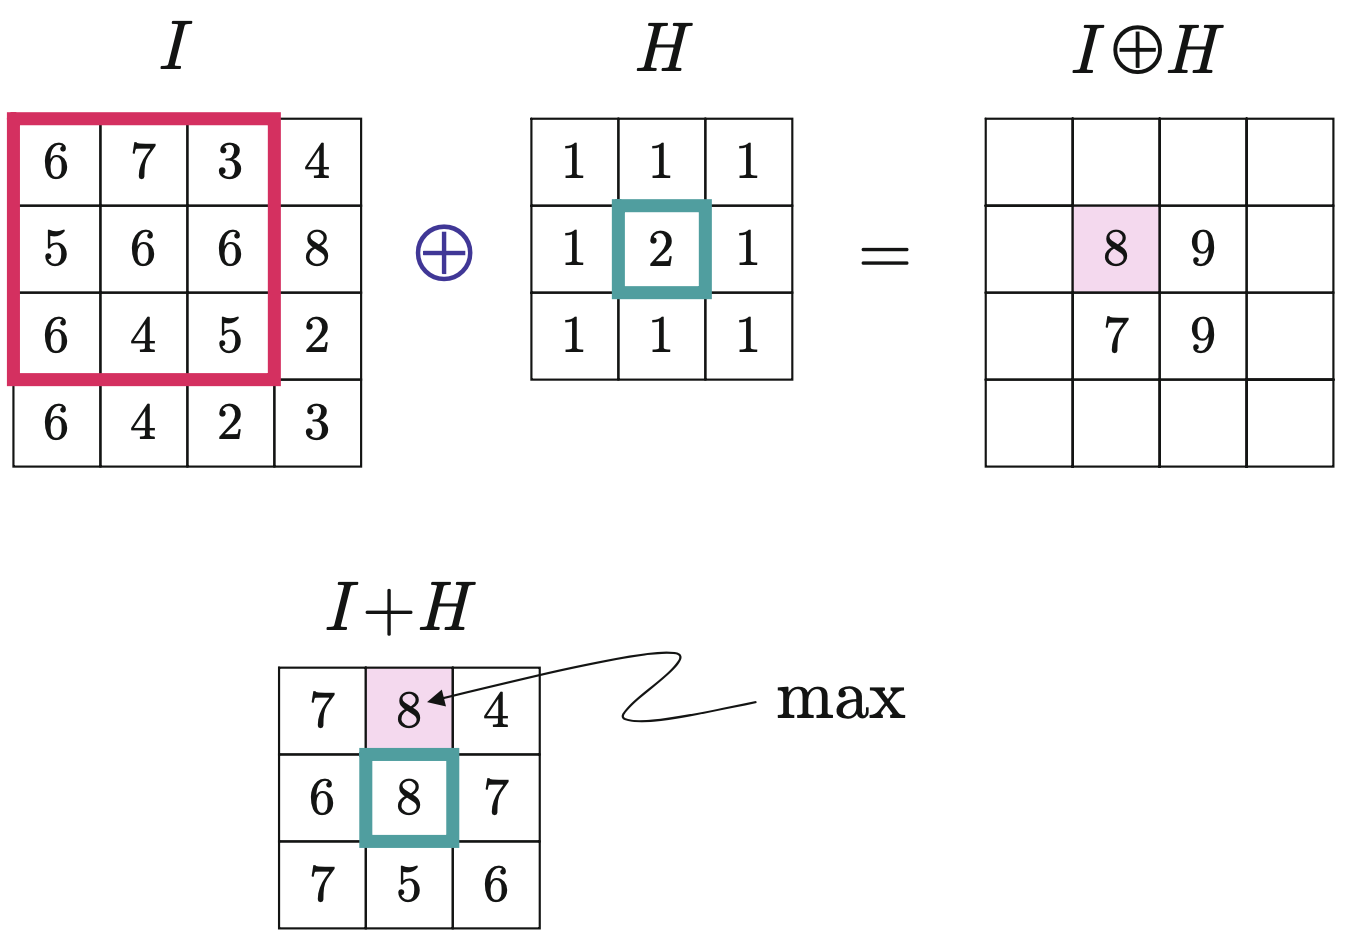 I H I⊕H
6 7 3 4 1 1 1
5 6 6 8 ⊕ 1 2 1 = 8 9
6 4 5 2 1 1 1 7 9
6 4 2 3
I+H
7 8 4 max
6 8 7
7 5 6